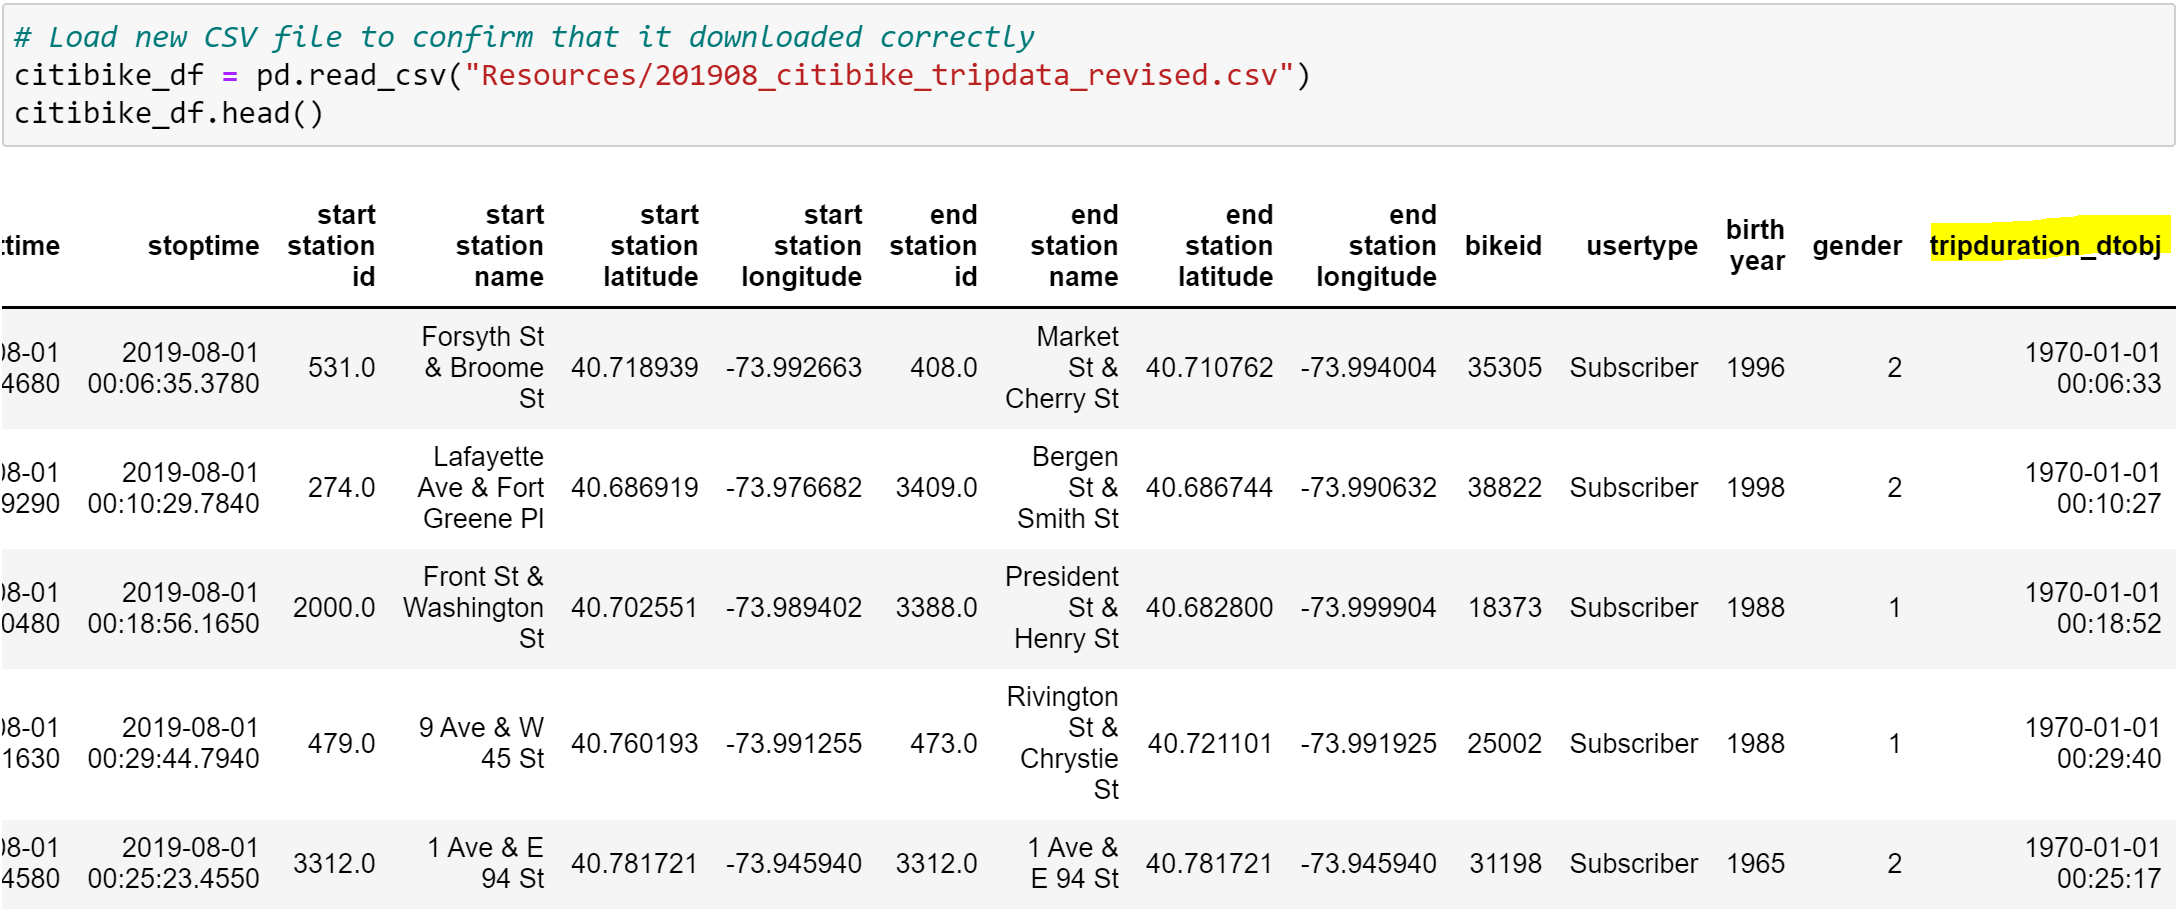 # Load new CSV file to confirm that it downloaded correctly
citibike_df = pd.read_csv("Resources/201908_citibike_tripdata_revised.csv")
citibike_df.head()
time stoptime start station id start station name start station latitude start station longitude end station id end station name end station latitude end station longitude bikeid usertype birth year gender tripduration_dtobj
08-01 4680 2019-08-01 00:06:35.3780 531.0 Forsyth St & Broome St 40.718939 -73.992663 408.0 Market St & Cherry St 40.710762 -73.994004 35305 Subscriber 1996 2 1970-01-01 00:06:33
08-01 9290 2019-08-01 00:10:29.7840 274.0 Lafayette Ave & Fort Greene Pl 40.686919 -73.976682 3409.0 Bergen St & Smith St 40.686744 -73.990632 38822 Subscriber 1998 2 1970-01-01 00:10:27
08-01 0480 2019-08-01 00:18:56.1650 2000.0 Front St & Washington St 40.702551 -73.989402 3388.0 President St & Henry St 40.682800 -73.999904 18373 Subscriber 1988 1 1970-01-01 00:18:52
08-01 1630 2019-08-01 00:29:44.7940 479.0 9 Ave & W 45 St 40.760193 -73.991255 473.0 Rivington St & Chrystie St 40.721101 -73.991925 25002 Subscriber 1988 1 1970-01-01 00:29:40
08-01 4580 2019-08-01 00:25:23.4550 3312.0 1 Ave & E 94 St 40.781721 -73.945940 3312.0 1 Ave & E 94 St 40.781721 -73.945940 31198 Subscriber 1965 2 1970-01-01 00:25:17